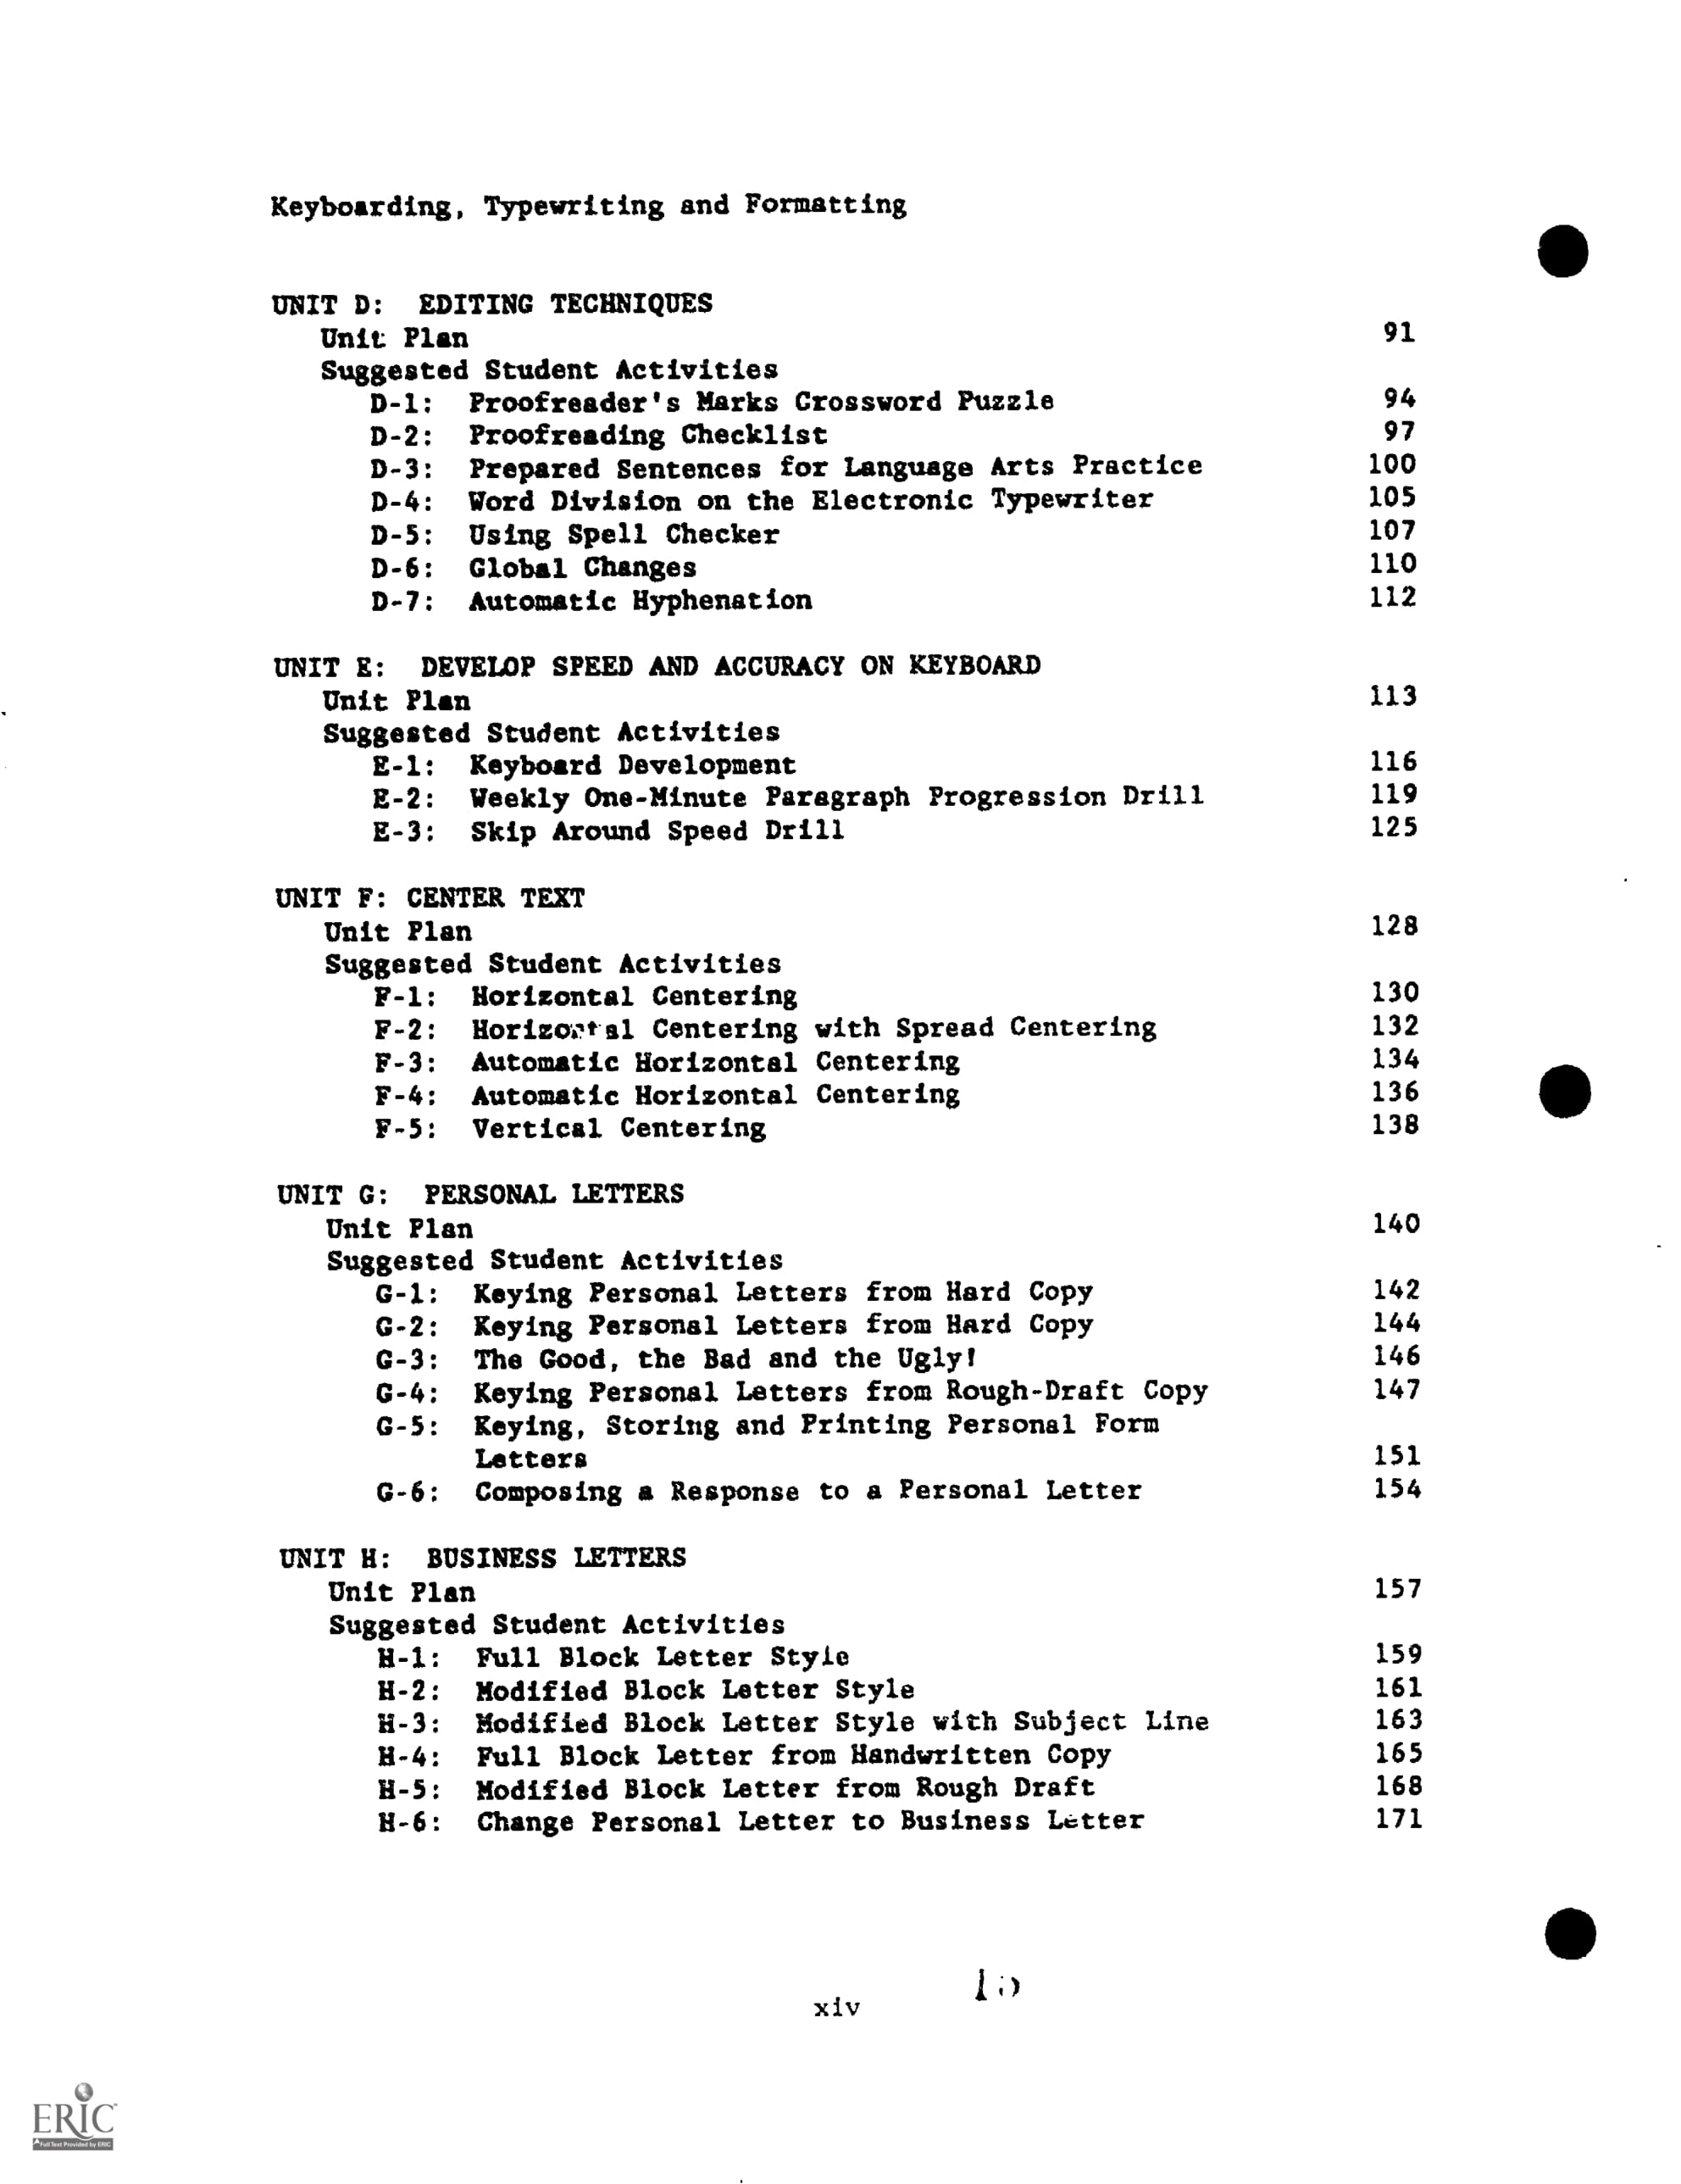 Keyboarding, Typewriting and Formatting
UNIT D: EDITING TECHNIQUES
Unit Plan 91
Suggested Student Activities
D-1: Proofreader's Marks Crossword Puzzle 94
D-2: Proofreading Checklist 97
D-3: Prepared Sentences for Language Arts Practice 100
D-4: Word Division on the Electronic Typewriter 105
D-5: Using Spell Checker 107
D-6: Global Changes 110
D-7: Automatic Hyphenation 112
UNIT E: DEVELOP SPEED AND ACCURACY ON KEYBOARD
Unit Plan 113
Suggested Student Activities
E-1: Keyboard Development 116
E-2: Weekly One-Minute Paragraph Progression Drill 119
E-3: Skip Around Speed Drill 125
UNIT F: CENTER TEXT
Unit Plan 128
Suggested Student Activities
F-1: Horizontal Centering 130
F-2: Horizontal Centering with Spread Centering 132
F-3: Automatic Horizontal Centering 134
F-4: Automatic Horizontal Centering 136
F-5: Vertical Centering 138
UNIT G: PERSONAL LETTERS
Unit Plan 140
Suggested Student Activities
G-1: Keying Personal Letters from Hard Copy 142
G-2: Keying Personal Letters from Hard Copy 144
G-3: The Good, the Bad and the Ugly! 146
G-4: Keying Personal Letters from Rough-Draft Copy 147
G-5: Keying, Storing and Printing Personal Form
Letters 151
G-6: Composing a Response to a Personal Letter 154
UNIT H: BUSINESS LETTERS
Unit Plan 157
Suggested Student Activities
H-1: Full Block Letter Style 159
H-2: Modified Block Letter Style 161
H-3: Modified Block Letter Style with Subject Line 163
H-4: Full Block Letter from Handwritten Copy 165
H-5: Modified Block Letter from Rough Draft 168
H-6: Change Personal Letter to Business Letter 171
xiv
ERIC
Full Text Provided by ERIC